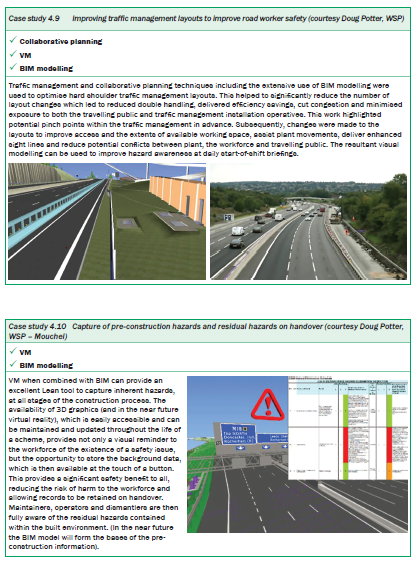 Case study 4.9 Improving traffic management layouts to improve road worker safety (courtesy Doug Potter, WSP)
✓ Collaborative planning
✓ VM
✓ BIM modelling
Traffic management and collaborative planning techniques including the extensive use of BIM modelling were
used to optimise hard shoulder traffic management layouts. This helped to significantly reduce the number of
layout changes which led to reduced double handling, delivered efficiency savings, cut congestion and minimised
exposure to both the travelling public and traffic management installation operatives. This work highlighted
potential pinch points within the traffic management in advance. Subsequently, changes were made to the
layouts to improve access and the extents of available working space, assist plant movements, deliver enhanced
sight lines and reduce potential conflicts between plant, the workforce and travelling public. The resultant visual
modelling can be used to improve hazard awareness at daily start-of-shift briefings.
Case study 4.10 Capture of pre-construction hazards and residual hazards on handover (courtesy Doug Potter,
WSP – Mouchel)
✓ VM
✓ BIM modelling
VM when combined with BIM can provide an
excellent Lean tool to capture inherent hazards,
at all stages of the construction process. The
availability of 3D graphics (and in the near future
virtual reality), which is easily accessible and can
be maintained and updated throughout the life of
a scheme, provides not only a visual reminder to
the workforce of the existence of a safety issue,
but the opportunity to store the background data,
which is then available at the touch of a button.
This provides a significant safety benefit to all,
reducing the risk of harm to the workforce and
allowing records to be retained on handover.
Maintainers, operators and dismantlers are then
fully aware of the residual hazards contained
within the built environment. (In the near future
the BIM model will form the bases of the pre-
construction information).